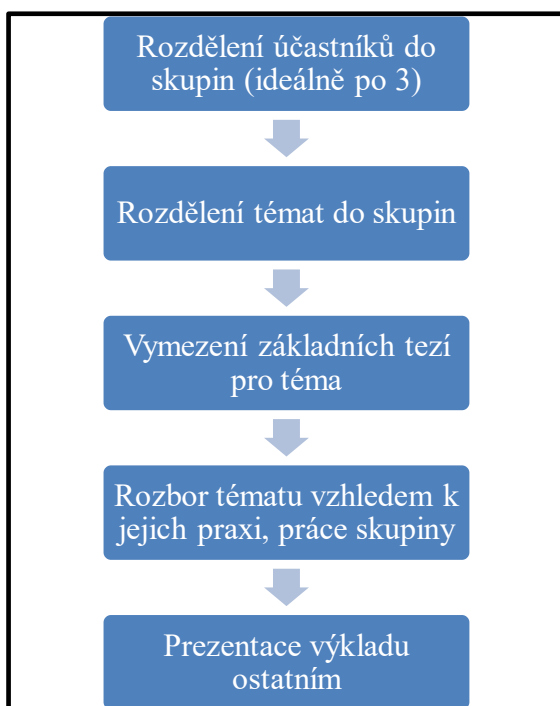 Rozdělení účastníků do
skupin (ideálně po 3)
Rozdělení témat do skupin
Vymezení základních tezí
pro téma
Rozbor tématu vzhledem k
jejich praxi, práce skupiny
Prezentace výkladu
ostatním